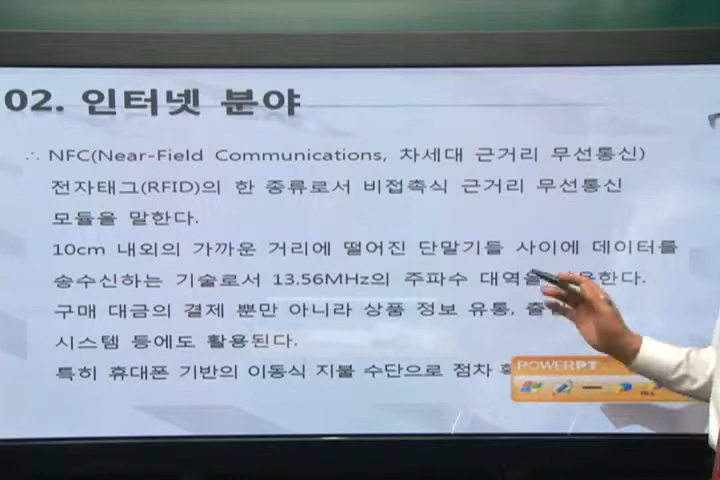 02. 인터넷 분야
∴ NFC(Near-Field Communications, 차세대 근거리 무선통신)
전자태그(RFID)의 한 종류로서 비접촉식 근거리 무선통신
모듈을 말한다.
10cm 내외의 가까운 거리에 떨어진 단말기들 사이에 데이터를
송수신하는 기술로서 13.56MHz의 주파수 대역을
구매 대금의 결제 뿐만 아니라 상품 정보 유통,
시스템 등에도 활용된다.
특히 휴대폰 기반의 이동식 지불 수단으로 점차
POWERPT
ALL